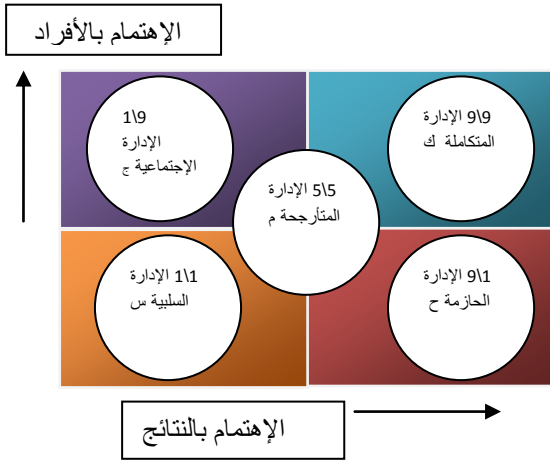 الإهتمام بالأفراد
1\9
الإدارة
الإجتماعية ج
9\9 الإدارة
المتكاملة ك
5\5 الإدارة
المتأرجحة م
1\1 الإدارة
السلبية س
9\1 الإدارة
الحازمة ح
الإهتمام بالنتائج